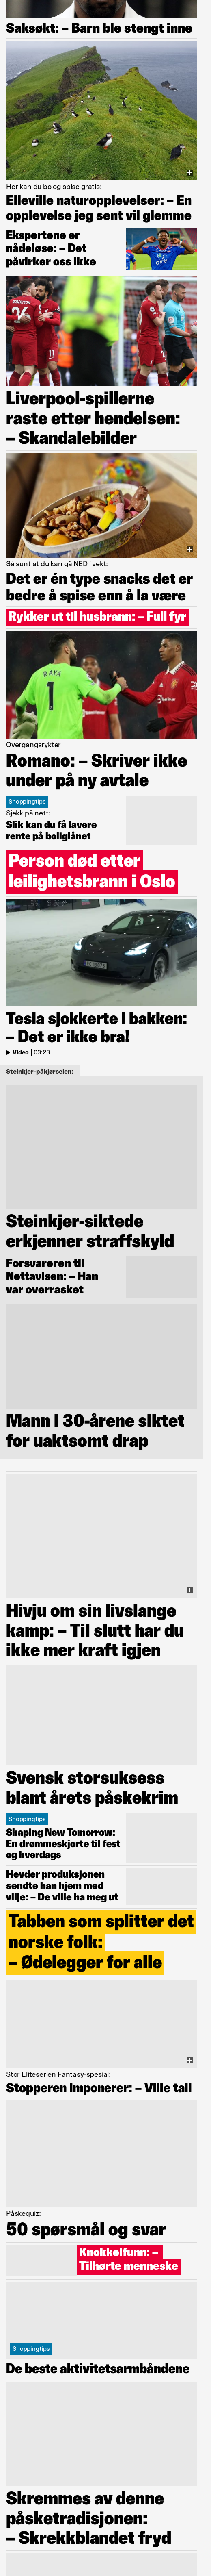 Saksøkt: – Barn ble stengt inne
Her kan du bo og spise gratis:
Elleville naturopplevelser: – En
opplevelse jeg sent vil glemme
Ekspertene er
nådeløse: – Det
påvirker oss ikke
Liverpool-spillerne
raste etter hendelsen:
– Skandalebilder
Så sunt at du kan gå NED i vekt:
Det er én type snacks det er
bedre å spise enn å la være
Rykker ut til husbrann: – Full fyr
RAYA
1
Overgangsrykter
Romano: – Skriver ikke
under på ny avtale
Shoppingtips
Sjekk på nett:
Slik kan du få lavere
rente på boliglånet
Person død etter
leilighetsbrann i Oslo
Tesla sjokkerte i bakken:
– Det er ikke bra!
Video | 03:23
Steinkjer-påkjørselen:
Steinkjer-siktede
erkjenner straffskyld
Forsvareren til
Nettavisen: – Han
var overrasket
Mann i 30-årene siktet
for uaktsomt drap
Hivju om sin livslange
kamp: – Til slutt har du
ikke mer kraft igjen
Svensk storsuksess
blant årets påskekrim
Shoppingtips
Shaping New Tomorrow:
En drømmeskjorte til fest
og hverdags
Hevder produksjonen
sendte han hjem med
vilje: – De ville ha meg ut
Tabben som splitter det
norske folk:
– Ødelegger for alle
Stor Eliteserien Fantasy-spesial:
Stopperen imponerer: – Ville tall
Påskequiz:
50 spørsmål og svar
Knokkelfunn: –
Tilhørte menneske
Shoppingtips
De beste aktivitetsarmbåndene
Skremmes av denne
påsketradisjonen:
– Skrekkblandet fryd